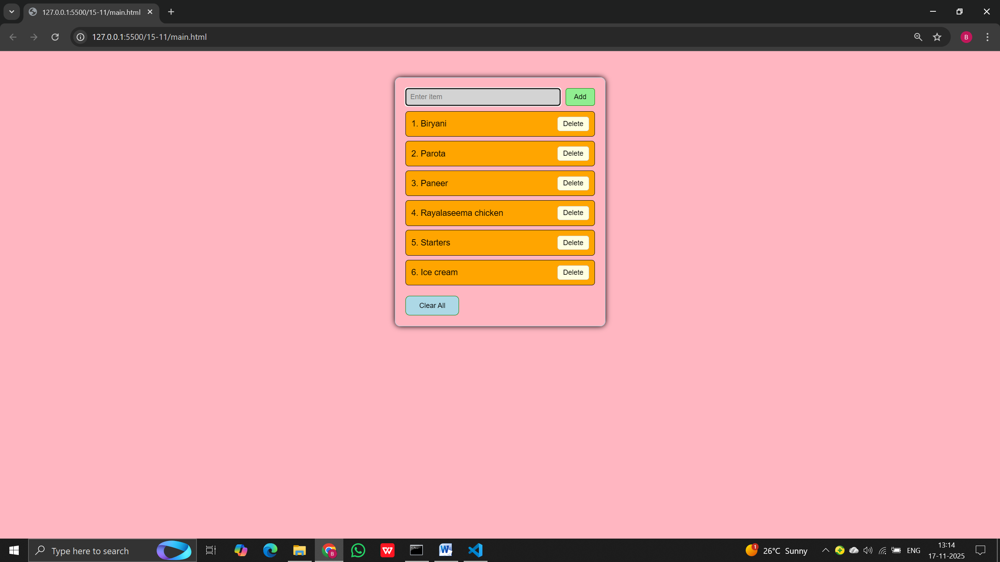 127.0.0.1:5500/15-11/main.html
127.0.0.1:5500/15-11/main.html
B
Enter item
Add
1. Biryani
Delete
2. Parota
Delete
3. Paneer
Delete
4. Rayalaseema chicken
Delete
5. Starters
Delete
6. Ice cream
Delete
Clear All
Type here to search
B
W
W
1
26°C Sunny
ENG
13:14
17-11-2025